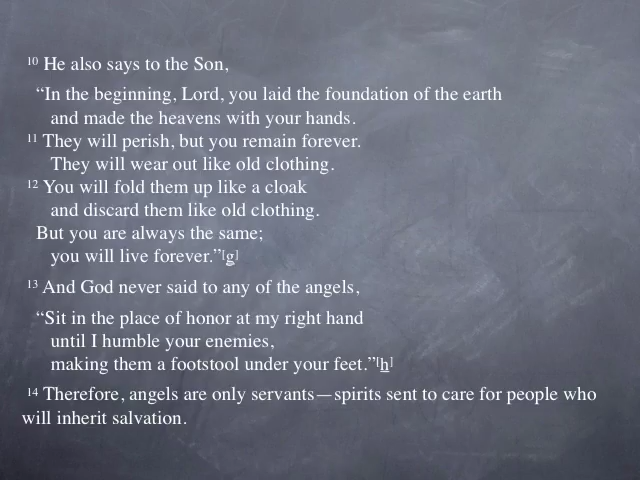 10 He also says to the Son,
“In the beginning, Lord, you laid the foundation of the earth
and made the heavens with your hands.
11 They will perish, but you remain forever.
They will wear out like old clothing.
12 You will fold them up like a cloak
and discard them like old clothing.
But you are always the same;
you will live forever.”[g]
13 And God never said to any of the angels,
“Sit in the place of honor at my right hand
until I humble your enemies,
making them a footstool under your feet.”[h]
14 Therefore, angels are only servants—spirits sent to care for people who
will inherit salvation.